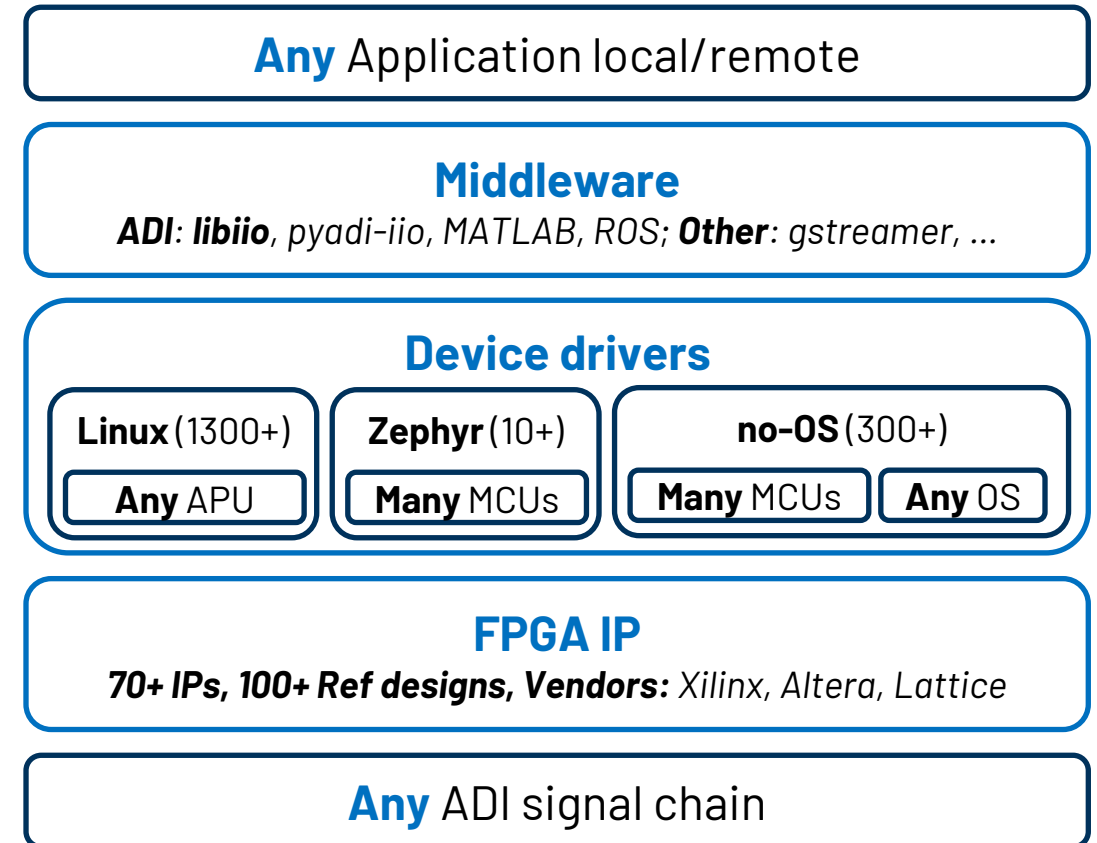 Any Application local/remote
Middleware
ADI: libiio, pyadi-iio, MATLAB, ROS; Other: gstreamer, ...
Device drivers
Linux (1300+)
Any APU
Zephyr (10+)
Many MCUs
no-OS (300+)
Many MCUs
Any OS
FPGA IP
70+ IPs, 100+ Ref designs, Vendors: Xilinx, Altera, Lattice
Any ADI signal chain